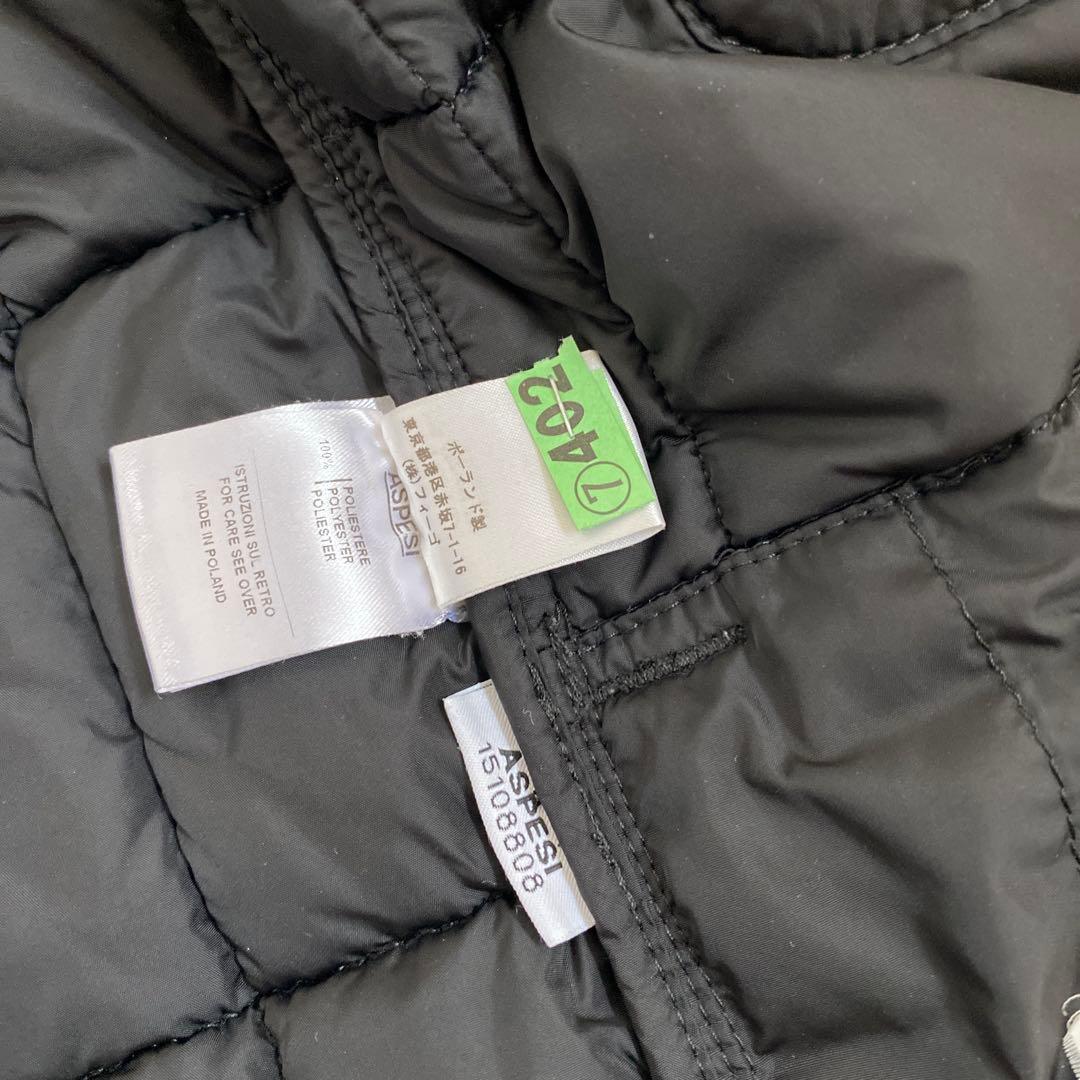 ASPESI
100%
POLIESTERE
POLYESTER
POLIESTER
ISTRUZIONI SUL RETRO
FOR CARE SEE OVER
MADE IN POLAND
ポーランド製
東京都港区赤坂7-1-16
(株)フィーゴ
402
7
ASPESI
15108808